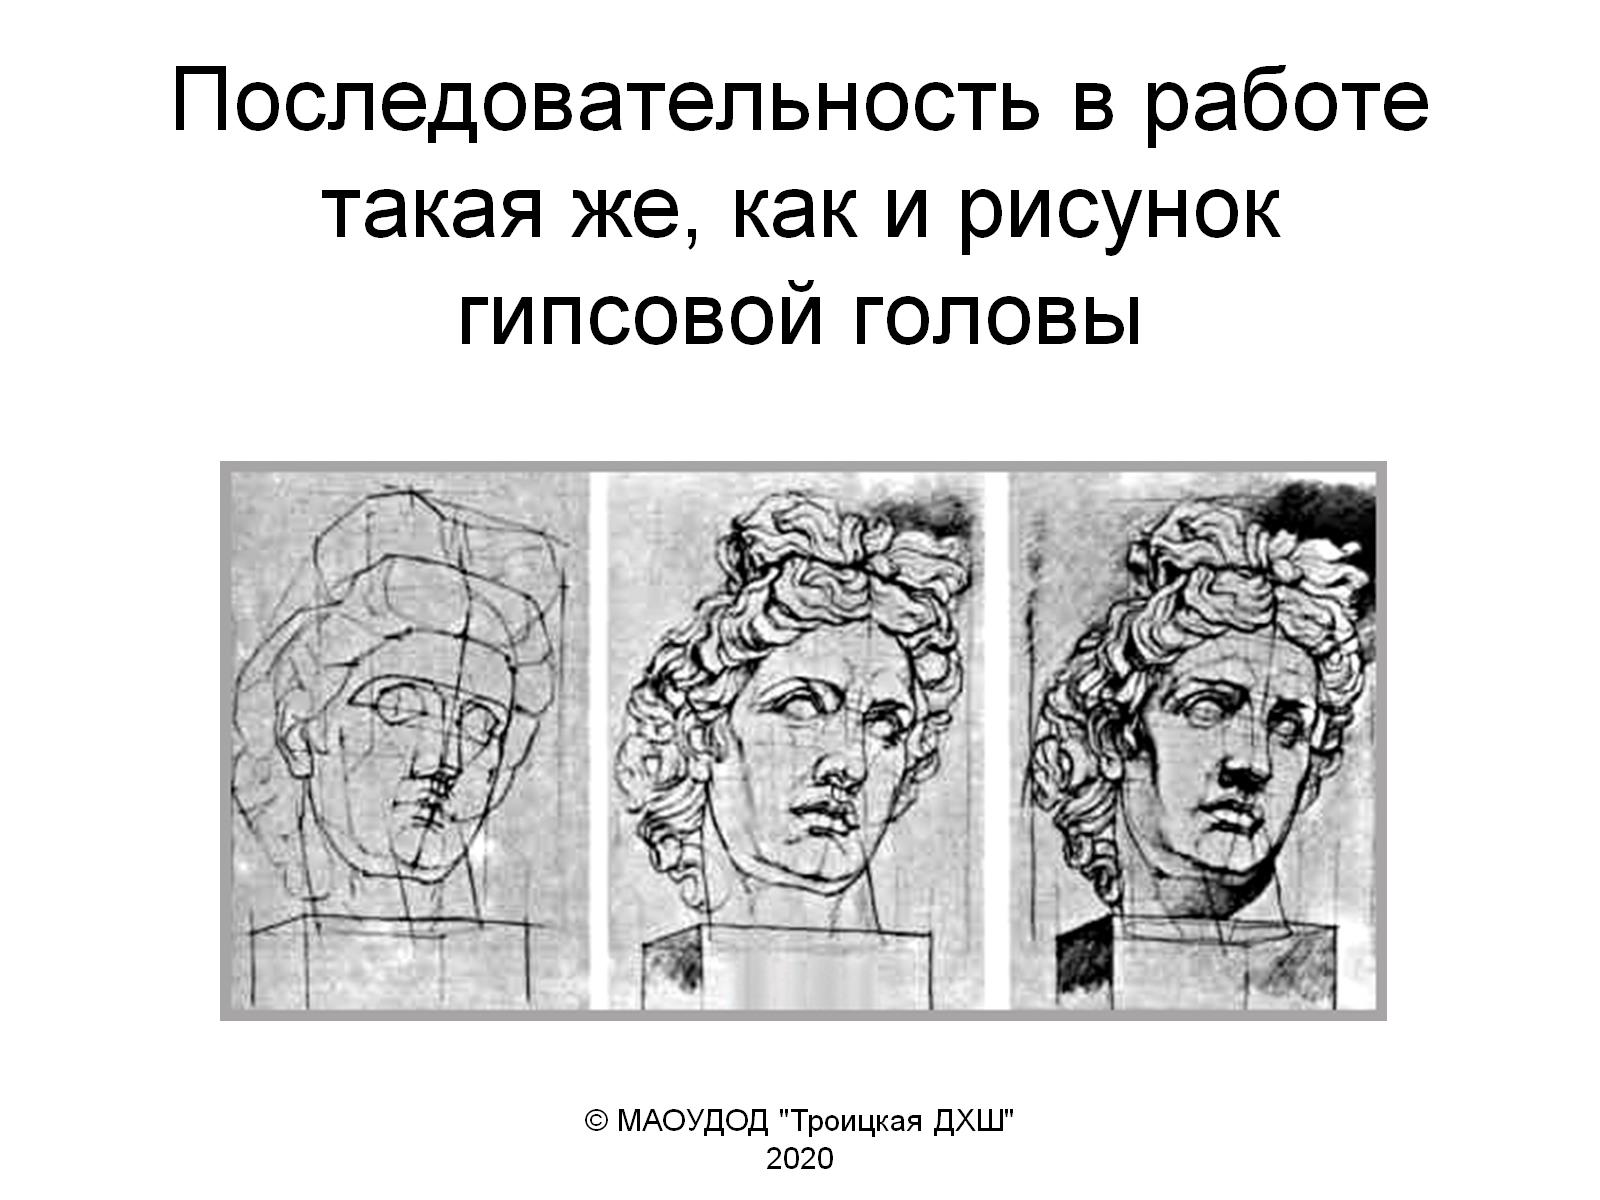 Последовательность в работе
такая же, как и рисунок
гипсовой головы
© МАОУДОД "Троицкая ДХШ"
2020